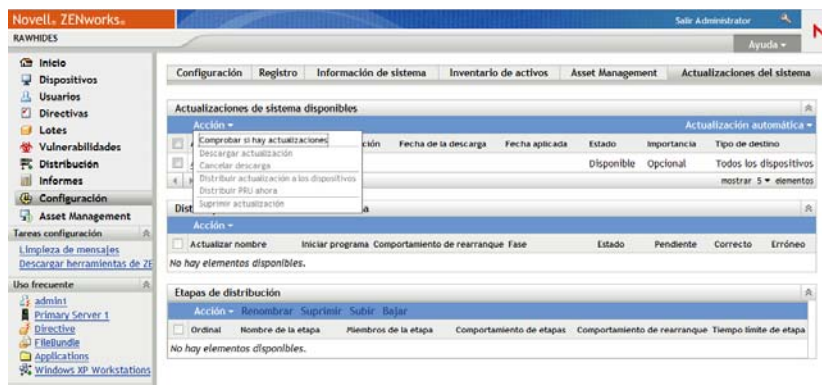 Novell® ZENworks®
Salir Administrator
RAWHIDES
Ayuda
Inicio
Dispositivos
Usuarios
Directivas
Lotes
Vulnerabilidades
Distribución
Informes
Configuración
Asset Management
Tareas configuración
Limpieza de mensajes
Descargar herramientas de ZE
Uso frecuente
admin1
Primary Server 1
Directive
FileBundle
Applications
Windows XP Workstations
Configuración Registro Información de sistema Inventario de activos Asset Management Actualizaciones del sistema
Actualizaciones de sistema disponibles
Acción Actualización automática
Comprobar si hay actualizaciones
Descargar actualización
Cancelar descarga
Distribuir actualización a los dispositivos
Distribuir PRU ahora
Suprimir actualización
ción Fecha de la descarga Fecha aplicada Estado Importancia Tipo de destino
Disponible Opcional Todos los dispositivos
mostrar 5 elementos
Dist a
Acción
Actualizar nombre Iniciar programa Comportamiento de rearranque Fase Estado Pendiente Correcto Erróneo
No hay elementos disponibles.
Etapas de distribución
Acción Renombrar Suprimir Subir Bajar
Ordinal Nombre de la etapa Miembros de la etapa Comportamiento de etapas Comportamiento de rearranque Tiempo límite de etapa
No hay elementos disponibles.